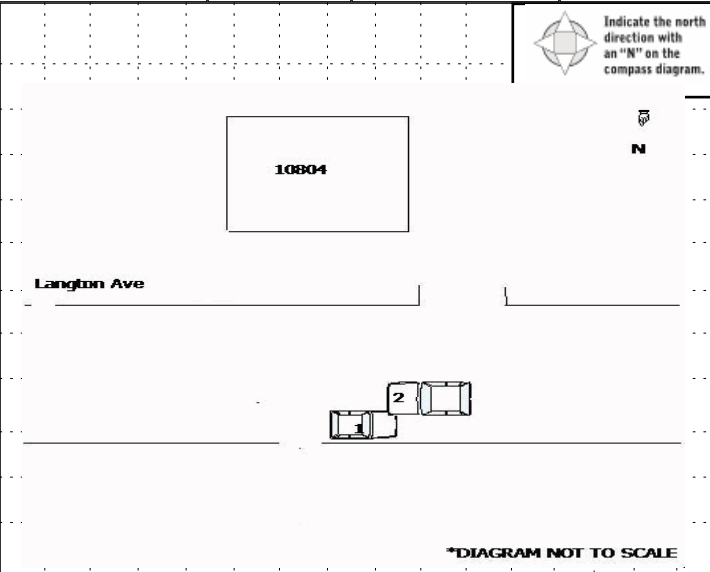 Indicate the north
direction with
an “N” on the
compass diagram.
N
10804
Langton Ave
2
1
*DIAGRAM NOT TO SCALE